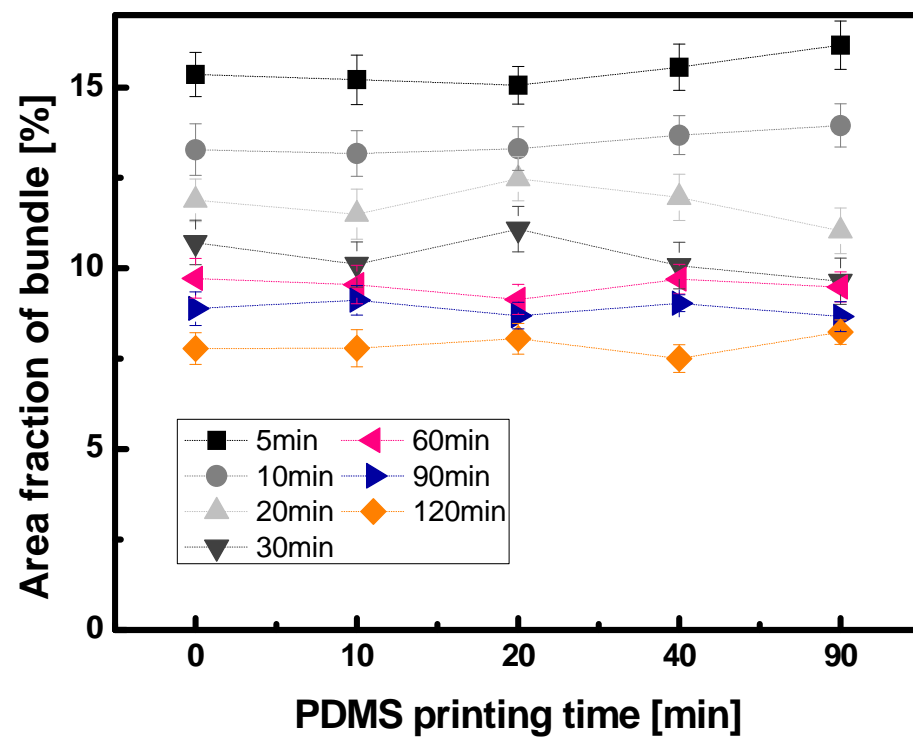 Area fraction of bundle [%]
15
10
5
0
5min
60min
10min
90min
20min
120min
30min
0 10 20 40 90
PDMS printing time [min]